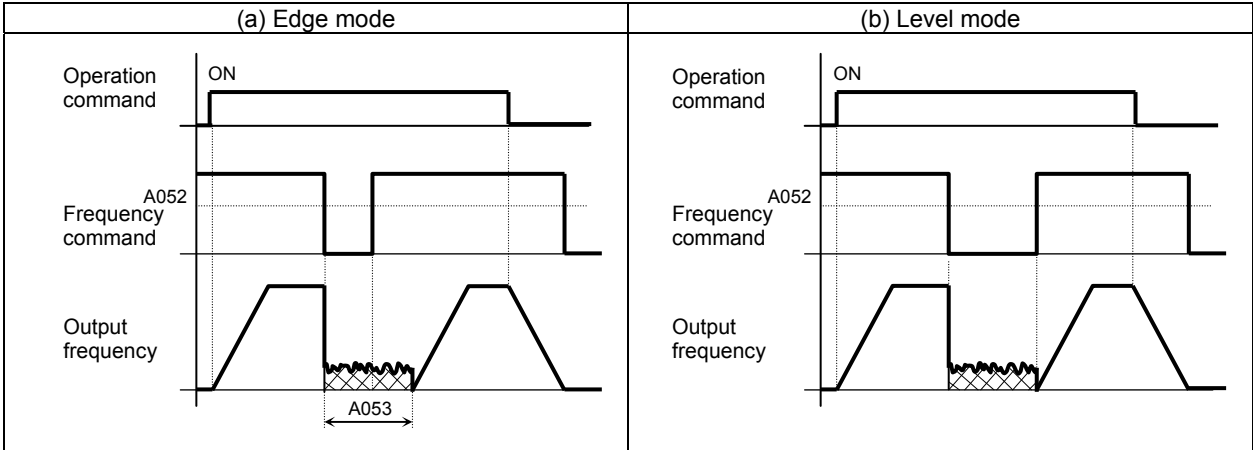 (a) Edge mode
Operation
command
ON
A052
Frequency
command
Output
frequency
A053
(b) Level mode
Operation
command
ON
A052
Frequency
command
Output
frequency